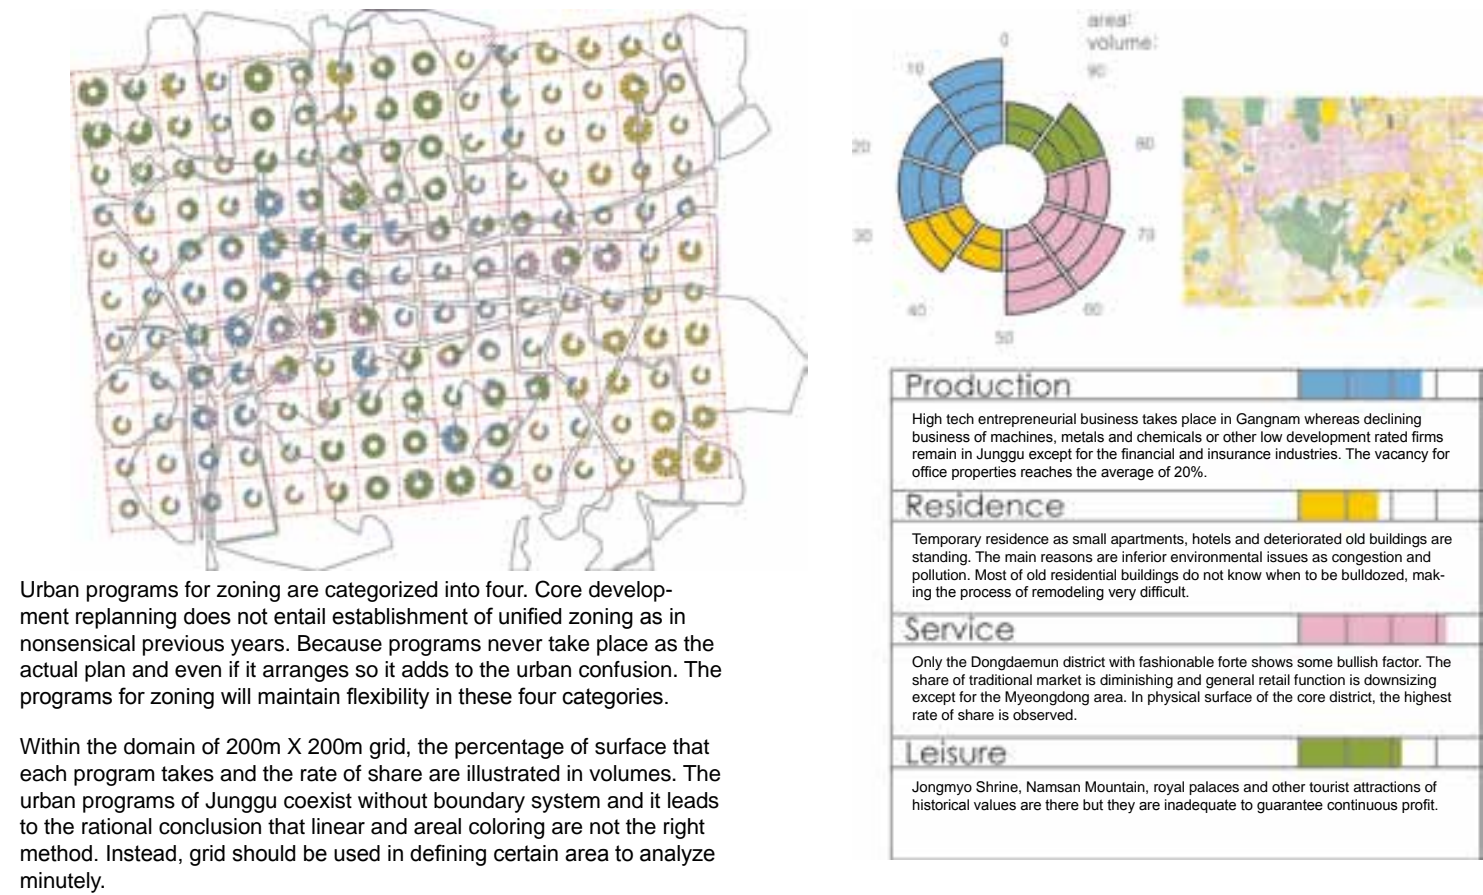 Urban programs for zoning are categorized into four. Core develop-
ment replanning does not entail establishment of unified zoning as in
nonsensical previous years. Because programs never take place as the
actual plan and even if it arranges so it adds to the urban confusion. The
programs for zoning will maintain flexibility in these four categories.
Within the domain of 200m X 200m grid, the percentage of surface that
each program takes and the rate of share are illustrated in volumes. The
urban programs of Junggu coexist without boundary system and it leads
to the rational conclusion that linear and areal coloring are not the right
method. Instead, grid should be used in defining certain area to analyze
minutely.
area:
volume:
0
10
90
20
80
30
70
40
60
50
Production
High tech entrepreneurial business takes place in Gangnam whereas declining
business of machines, metals and chemicals or other low development rated firms
remain in Junggu except for the financial and insurance industries. The vacancy for
office properties reaches the average of 20%.
Residence
Temporary residence as small apartments, hotels and deteriorated old buildings are
standing. The main reasons are inferior environmental issues as congestion and
pollution. Most of old residential buildings do not know when to be bulldozed, mak-
ing the process of remodeling very difficult.
Service
Only the Dongdaemun district with fashionable forte shows some bullish factor. The
share of traditional market is diminishing and general retail function is downsizing
except for the Myeongdong area. In physical surface of the core district, the highest
rate of share is observed.
Leisure
Jongmyo Shrine, Namsan Mountain, royal palaces and other tourist attractions of
historical values are there but they are inadequate to guarantee continuous profit.